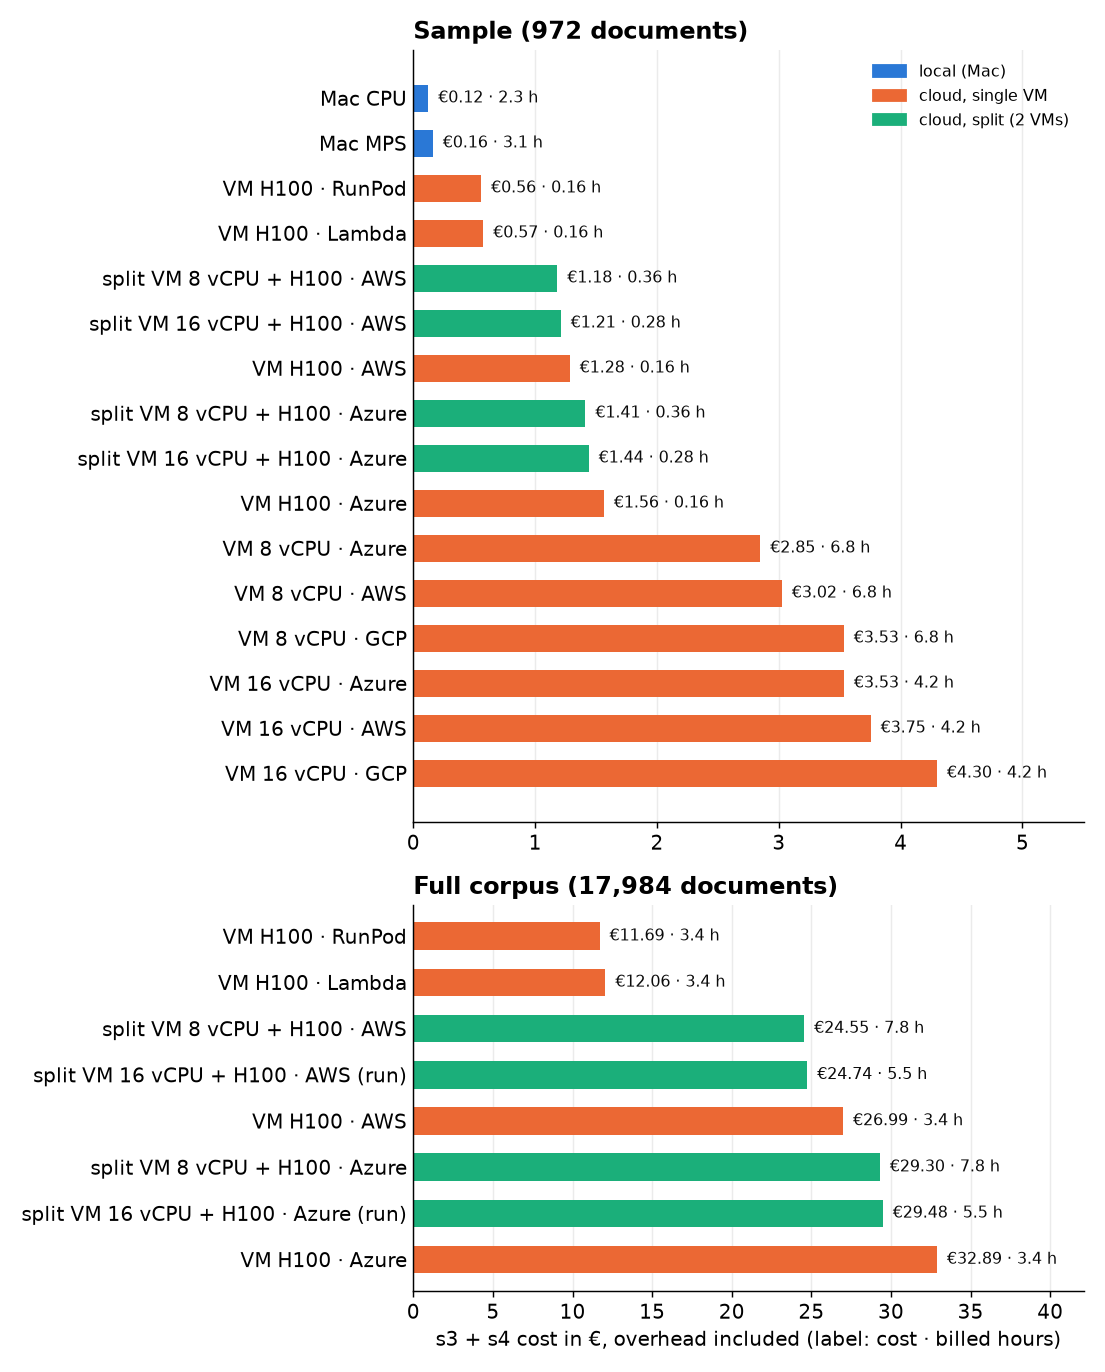 Sample (972 documents)
local (Mac)
cloud, single VM
cloud, split (2 VMs)
Mac CPU €0.12 · 2.3 h
Mac MPS €0.16 · 3.1 h
VM H100 · RunPod €0.56 · 0.16 h
VM H100 · Lambda €0.57 · 0.16 h
split VM 8 vCPU + H100 · AWS €1.18 · 0.36 h
split VM 16 vCPU + H100 · AWS €1.21 · 0.28 h
VM H100 · AWS €1.28 · 0.16 h
split VM 8 vCPU + H100 · Azure €1.41 · 0.36 h
split VM 16 vCPU + H100 · Azure €1.44 · 0.28 h
VM H100 · Azure €1.56 · 0.16 h
VM 8 vCPU · Azure €2.85 · 6.8 h
VM 8 vCPU · AWS €3.02 · 6.8 h
VM 8 vCPU · GCP €3.53 · 6.8 h
VM 16 vCPU · Azure €3.53 · 4.2 h
VM 16 vCPU · AWS €3.75 · 4.2 h
VM 16 vCPU · GCP €4.30 · 4.2 h
0 1 2 3 4 5
Full corpus (17,984 documents)
VM H100 · RunPod €11.69 · 3.4 h
VM H100 · Lambda €12.06 · 3.4 h
split VM 8 vCPU + H100 · AWS €24.55 · 7.8 h
split VM 16 vCPU + H100 · AWS (run) €24.74 · 5.5 h
VM H100 · AWS €26.99 · 3.4 h
split VM 8 vCPU + H100 · Azure €29.30 · 7.8 h
split VM 16 vCPU + H100 · Azure (run) €29.48 · 5.5 h
VM H100 · Azure €32.89 · 3.4 h
0 5 10 15 20 25 30 35 40
s3 + s4 cost in €, overhead included (label: cost · billed hours)